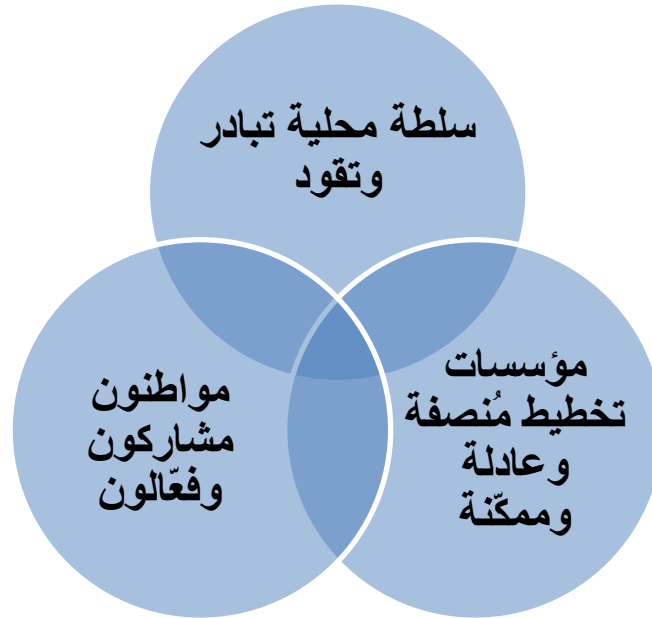 سلطة محلية تبادر
وتقود
مؤسسات
تخطيط مُنصفة
وعادلة
وممكّنة
مواطنون
مشاركون
وفعّالون